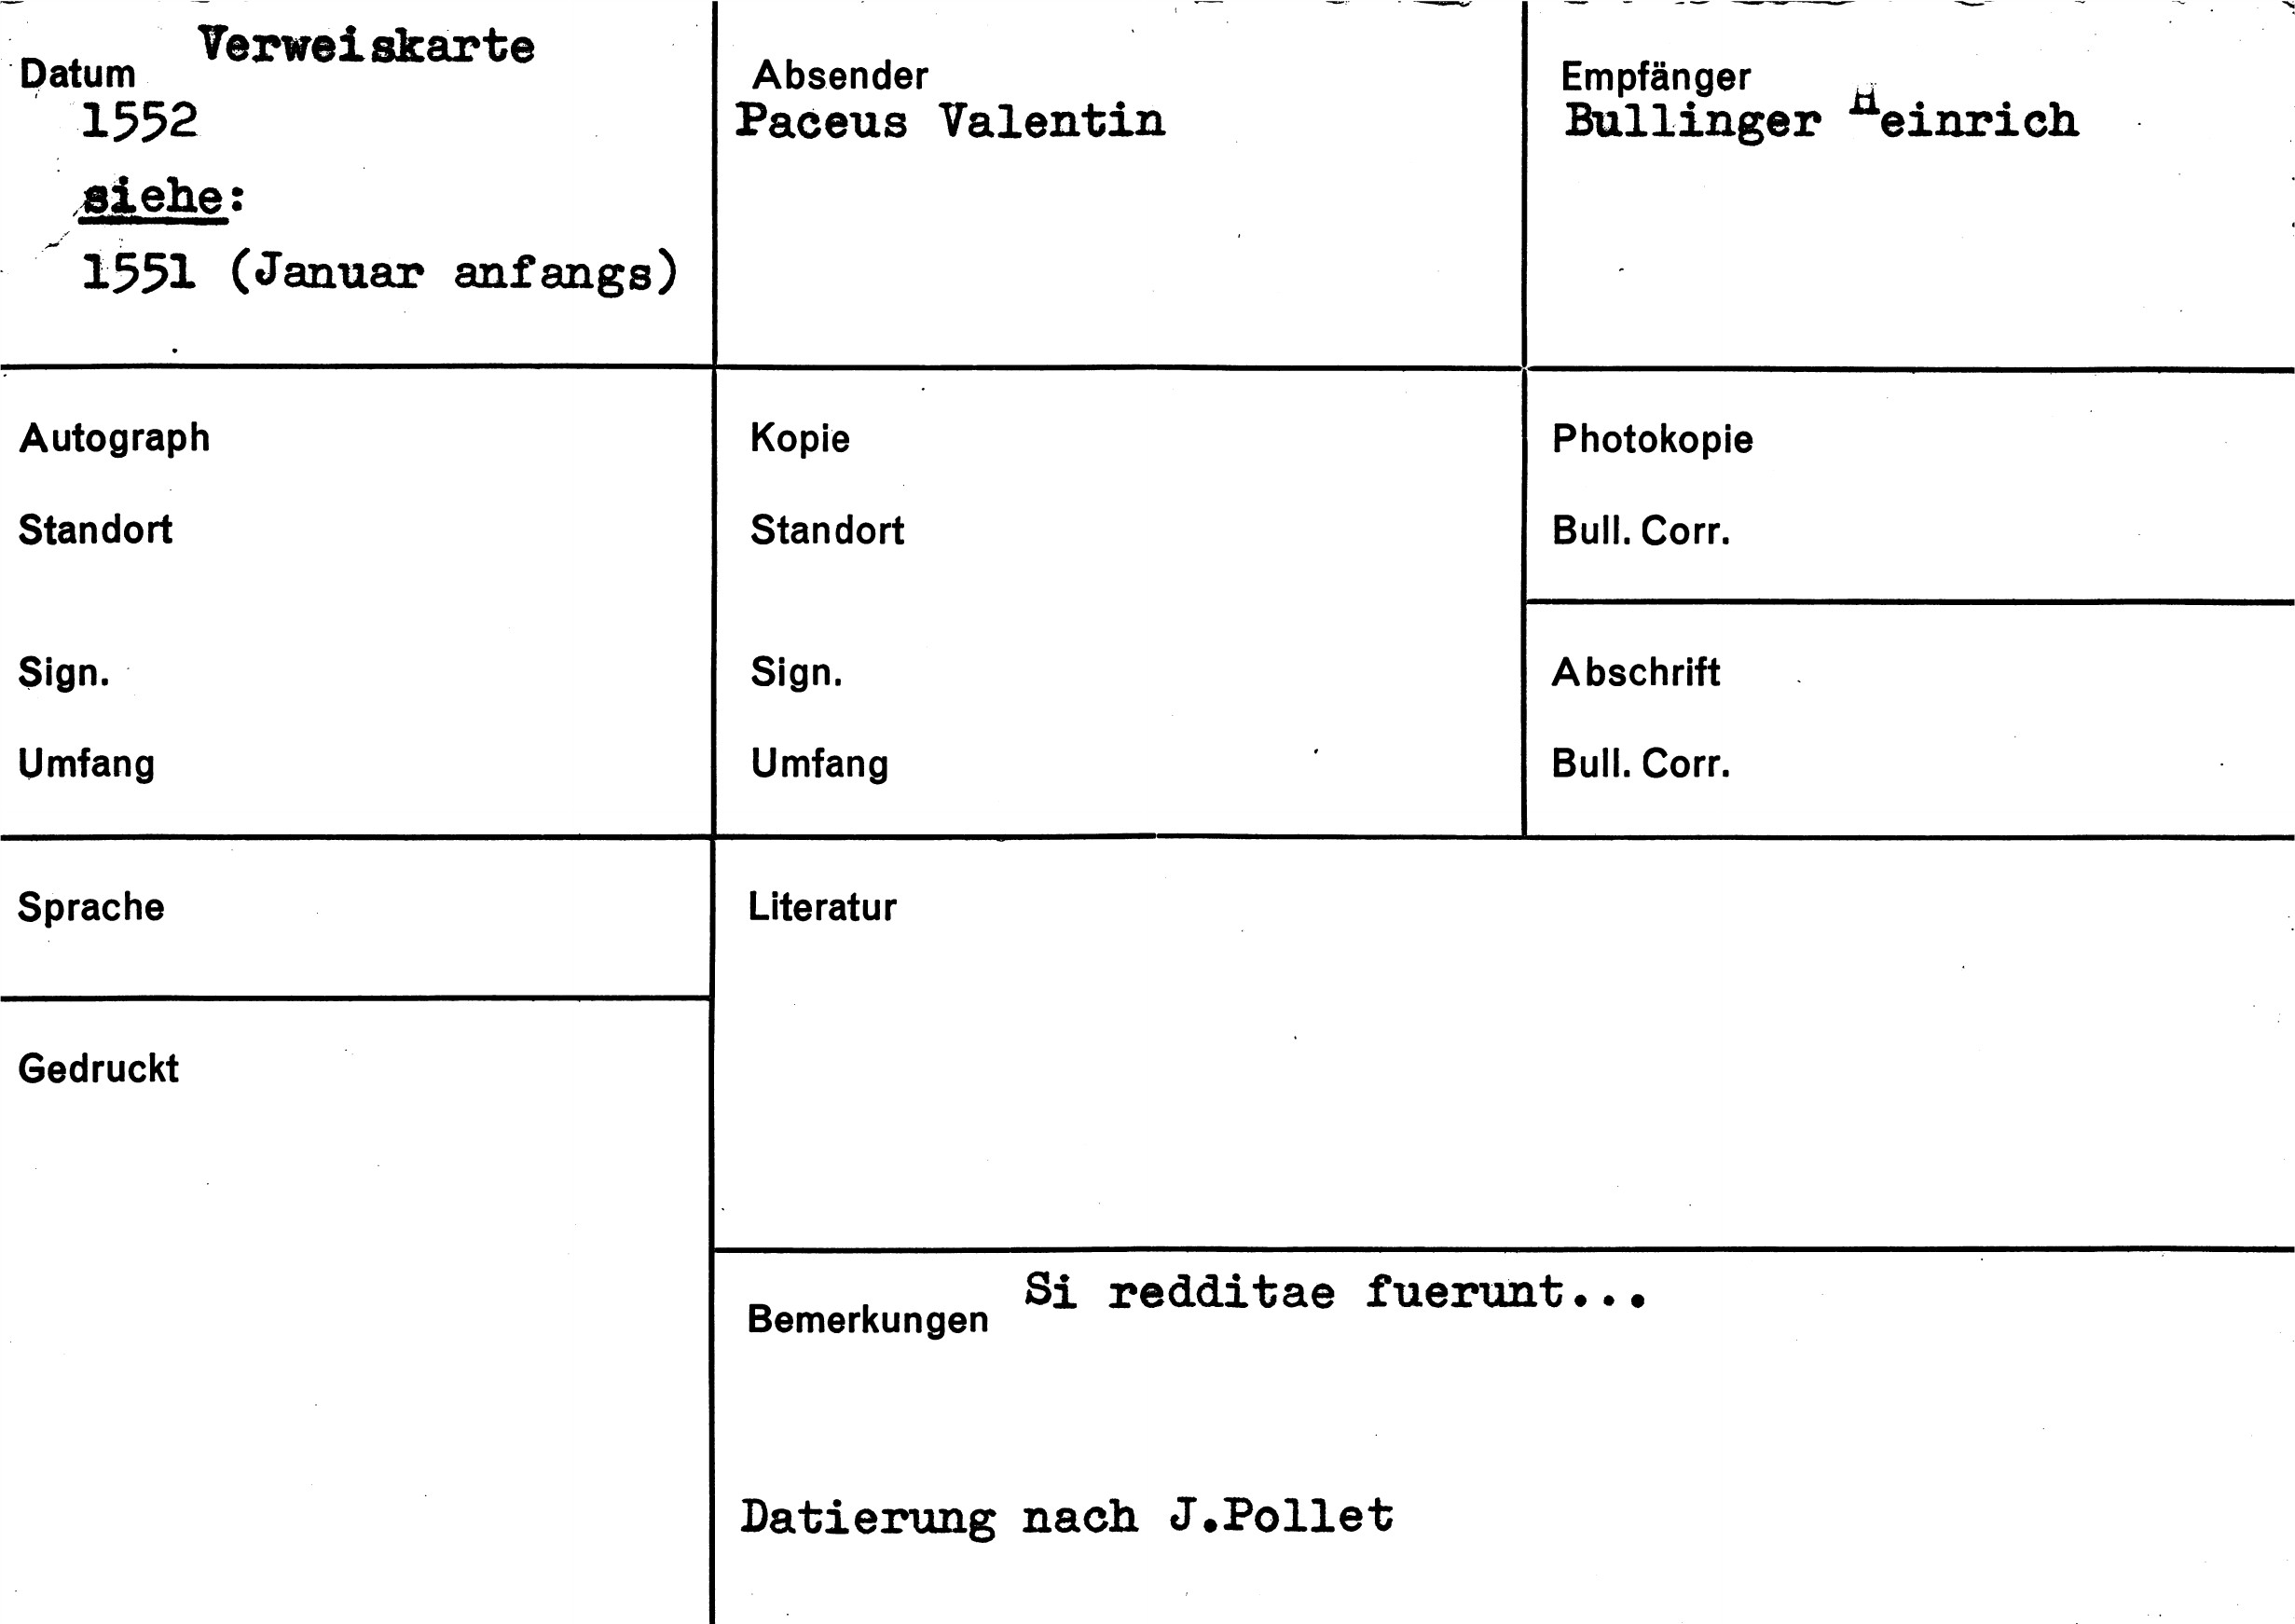 Verweiskarte
Datum
1552
siehe:
1551 (Januar anfangs)
Absender
Paceus Valentin
Empfänger
Bullinger Heinrich
Autograph
Standort
Sign.
Umfang
Kopie
Standort
Sign.
Umfang
Photokopie
Bull. Corr.
Abschrift
Bull. Corr.
Sprache
Literatur
Gedruckt
Bemerkungen
Si redditae fuerunt...
Datierung nach J.Pollet